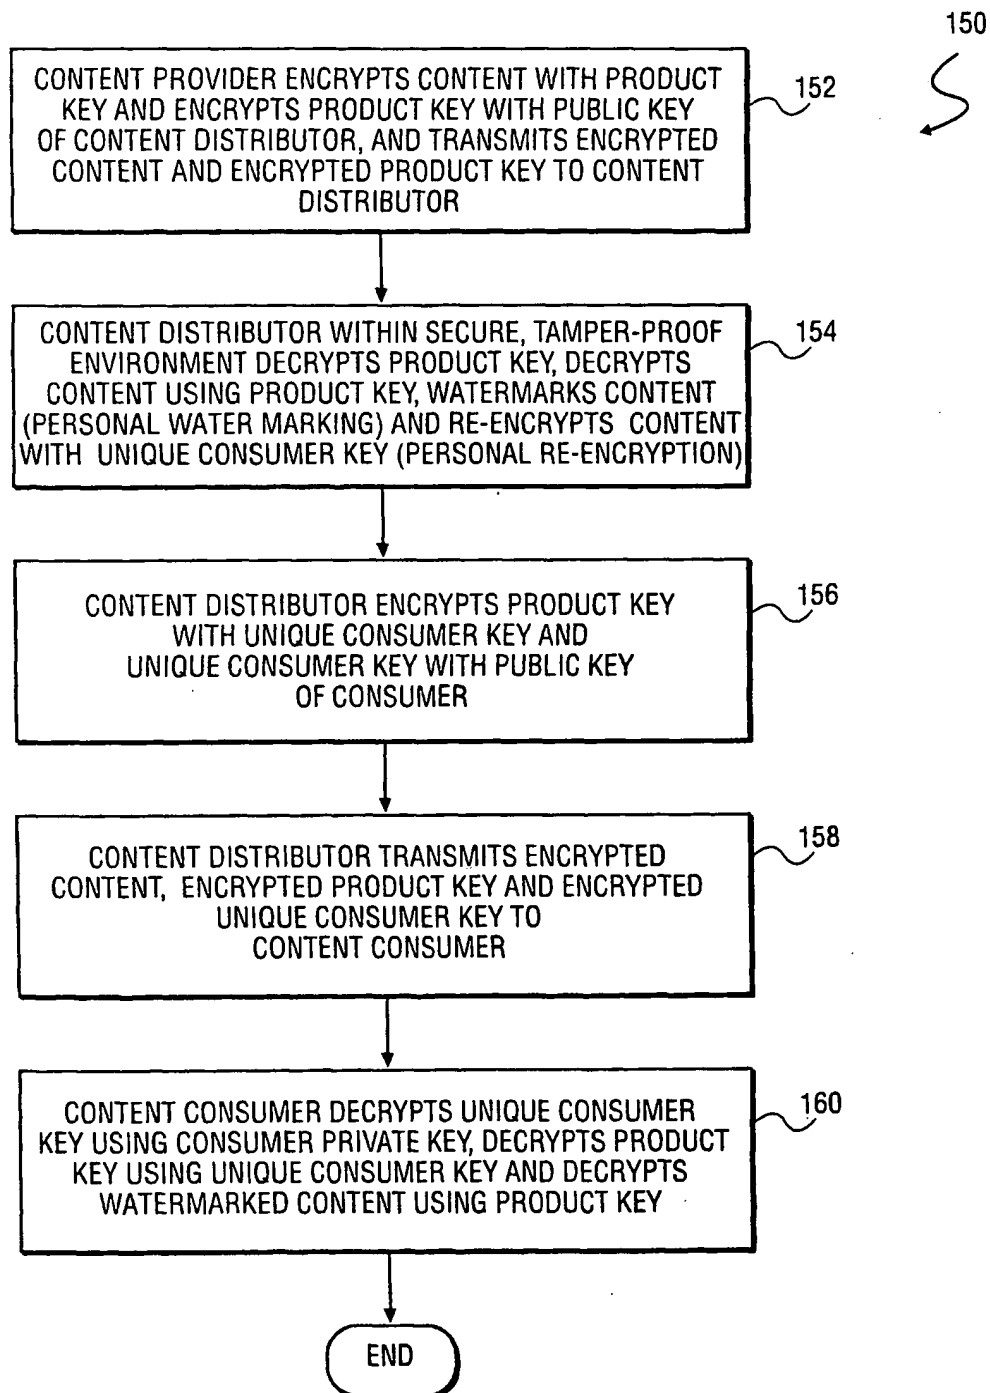 150
CONTENT PROVIDER ENCRYPTS CONTENT WITH PRODUCT
KEY AND ENCRYPTS PRODUCT KEY WITH PUBLIC KEY
OF CONTENT DISTRIBUTOR, AND TRANSMITS ENCRYPTED
CONTENT AND ENCRYPTED PRODUCT KEY TO CONTENT
DISTRIBUTOR
152
CONTENT DISTRIBUTOR WITHIN SECURE, TAMPER-PROOF
ENVIRONMENT DECRYPTS PRODUCT KEY, DECRYPTS
CONTENT USING PRODUCT KEY, WATERMARKS CONTENT
(PERSONAL WATER MARKING) AND RE-ENCRYPTS CONTENT
WITH UNIQUE CONSUMER KEY (PERSONAL RE-ENCRYPTION)
154
CONTENT DISTRIBUTOR ENCRYPTS PRODUCT KEY
WITH UNIQUE CONSUMER KEY AND
UNIQUE CONSUMER KEY WITH PUBLIC KEY
OF CONSUMER
156
CONTENT DISTRIBUTOR TRANSMITS ENCRYPTED
CONTENT, ENCRYPTED PRODUCT KEY AND ENCRYPTED
UNIQUE CONSUMER KEY TO
CONTENT CONSUMER
158
CONTENT CONSUMER DECRYPTS UNIQUE CONSUMER
KEY USING CONSUMER PRIVATE KEY, DECRYPTS PRODUCT
KEY USING UNIQUE CONSUMER KEY AND DECRYPTS
WATERMARKED CONTENT USING PRODUCT KEY
160
END